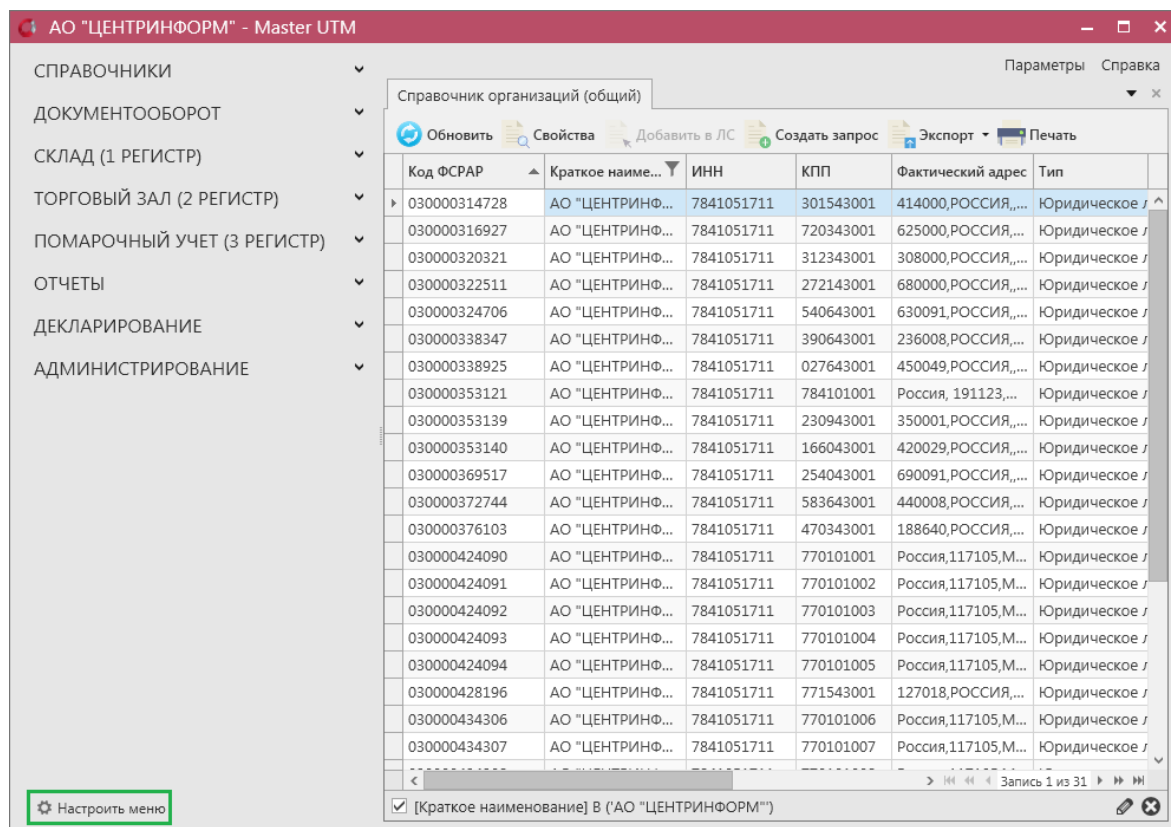 АО "ЦЕНТРИНФОРМ" - Master UTM
Параметры Справка
СПРАВОЧНИКИ
ДОКУМЕНТООБОРОТ
СКЛАД (1 РЕГИСТР)
ТОРГОВЫЙ ЗАЛ (2 РЕГИСТР)
ПОМАРОЧНЫЙ УЧЕТ (3 РЕГИСТР)
ОТЧЕТЫ
ДЕКЛАРИРОВАНИЕ
АДМИНИСТРИРОВАНИЕ
Настроить меню
Справочник организаций (общий)
Обновить Свойства Добавить в ЛС Создать запрос Экспорт Печать
Код ФСРАР Краткое наиме... ИНН КПП Фактический адрес Тип
030000314728 АО "ЦЕНТРИНФ... 7841051711 301543001 414000,РОССИЯ,,... Юридическое л
030000316927 АО "ЦЕНТРИНФ... 7841051711 720343001 625000,РОССИЯ,... Юридическое л
030000320321 АО "ЦЕНТРИНФ... 7841051711 312343001 308000,РОССИЯ,,... Юридическое л
030000322511 АО "ЦЕНТРИНФ... 7841051711 272143001 680000,РОССИЯ,... Юридическое л
030000324706 АО "ЦЕНТРИНФ... 7841051711 540643001 630091,РОССИЯ,,... Юридическое л
030000338347 АО "ЦЕНТРИНФ... 7841051711 390643001 236008,РОССИЯ,... Юридическое л
030000338925 АО "ЦЕНТРИНФ... 7841051711 027643001 450049,РОССИЯ,,... Юридическое л
030000353121 АО "ЦЕНТРИНФ... 7841051711 784101001 Россия, 191123,... Юридическое л
030000353139 АО "ЦЕНТРИНФ... 7841051711 230943001 350001,РОССИЯ,,... Юридическое л
030000353140 АО "ЦЕНТРИНФ... 7841051711 166043001 420029,РОССИЯ,,... Юридическое л
030000369517 АО "ЦЕНТРИНФ... 7841051711 254043001 690091,РОССИЯ,,... Юридическое л
030000372744 АО "ЦЕНТРИНФ... 7841051711 583643001 440008,РОССИЯ,... Юридическое л
030000376103 АО "ЦЕНТРИНФ... 7841051711 470343001 188640,РОССИЯ,... Юридическое л
030000424090 АО "ЦЕНТРИНФ... 7841051711 770101001 Россия,117105,М... Юридическое л
030000424091 АО "ЦЕНТРИНФ... 7841051711 770101002 Россия,117105,М... Юридическое л
030000424092 АО "ЦЕНТРИНФ... 7841051711 770101003 Россия,117105,М... Юридическое л
030000424093 АО "ЦЕНТРИНФ... 7841051711 770101004 Россия,117105,М... Юридическое л
030000424094 АО "ЦЕНТРИНФ... 7841051711 770101005 Россия,117105,М... Юридическое л
030000428196 АО "ЦЕНТРИНФ... 7841051711 771543001 127018,РОССИЯ,... Юридическое л
030000434306 АО "ЦЕНТРИНФ... 7841051711 770101006 Россия,117105,М... Юридическое л
030000434307 АО "ЦЕНТРИНФ... 7841051711 770101007 Россия,117105,М... Юридическое л
Запись 1 из 31
[Краткое наименование] В ('АО "ЦЕНТРИНФОРМ"')